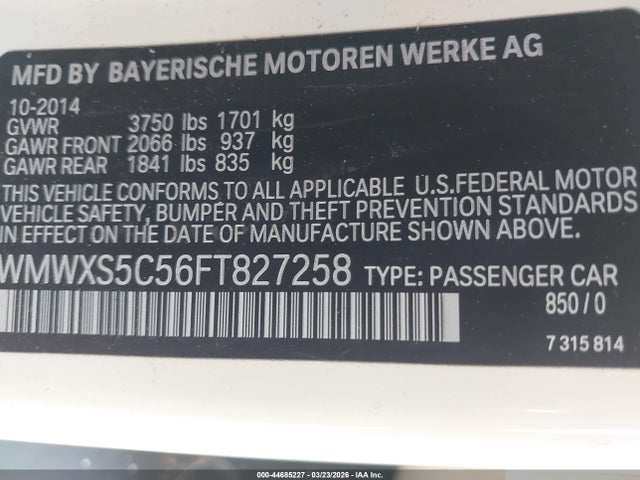 MFD BY BAYERISCHE MOTOREN WERKE AG
10-2014
GVWR 3750 lbs 1701 kg
GAWR FRONT 2066 lbs 937 kg
GAWR REAR 1841 lbs 835 kg
THIS VEHICLE CONFORMS TO ALL APPLICABLE U.S.FEDERAL MOTOR
VEHICLE SAFETY, BUMPER AND THEFT PREVENTION STANDARDS
IN EFFECT ON THE DATE OF MANUFACTURE SHOWN ABOVE.
WMWXS5C56FT827258 TYPE: PASSENGER CAR
850/0
7 315 814
000-44685227 - 03/23/2026 - IAA Inc.